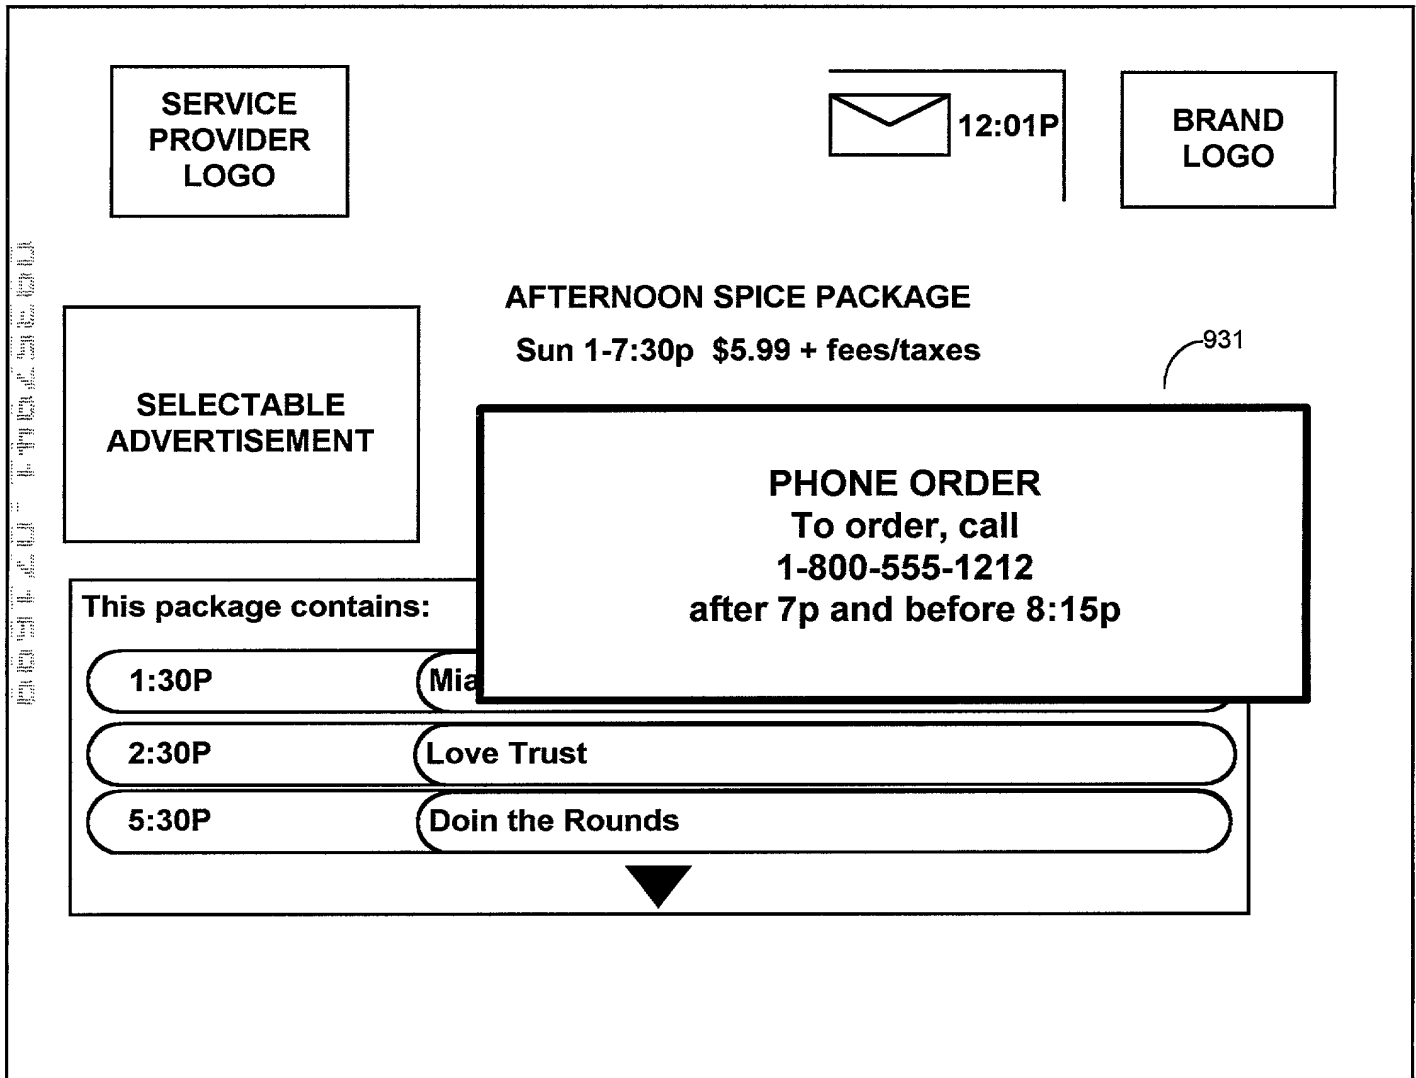 SERVICE
PROVIDER
LOGO
12:01P
BRAND
LOGO
AFTERNOON SPICE PACKAGE
Sun 1-7:30p $5.99 + fees/taxes
931
SELECTABLE
ADVERTISEMENT
PHONE ORDER
To order, call
1-800-555-1212
after 7p and before 8:15p
This package contains:
1:30P Mia
2:30P Love Trust
5:30P Doin the Rounds